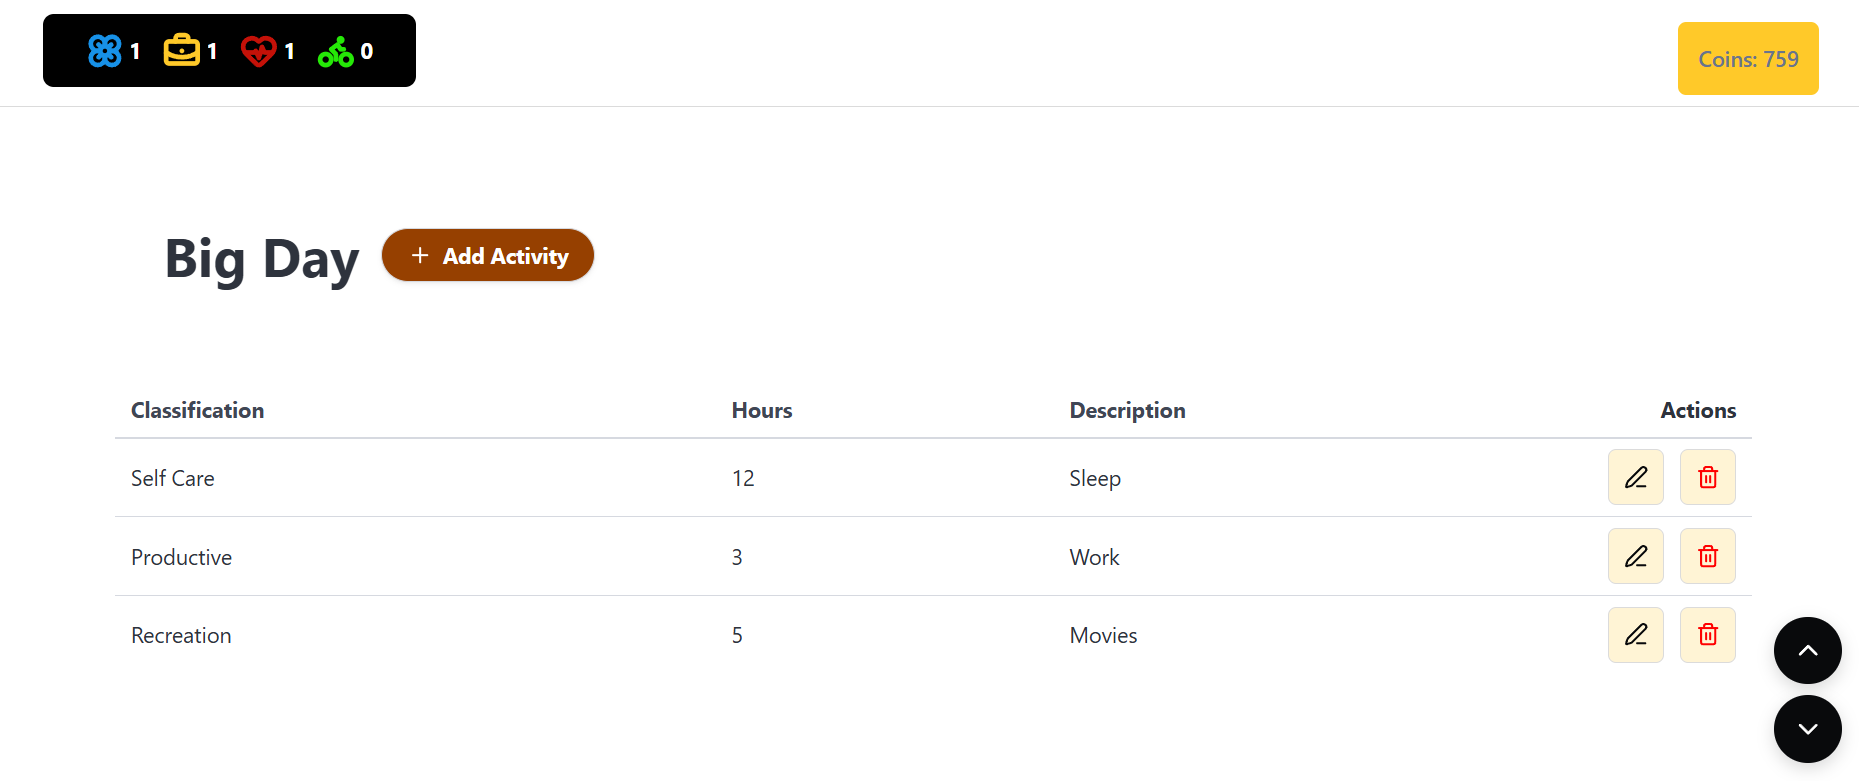 1 1 1 0
Coins: 759
Big Day
+ Add Activity
Classification Hours Description Actions
Self Care 12 Sleep
Productive 3 Work
Recreation 5 Movies